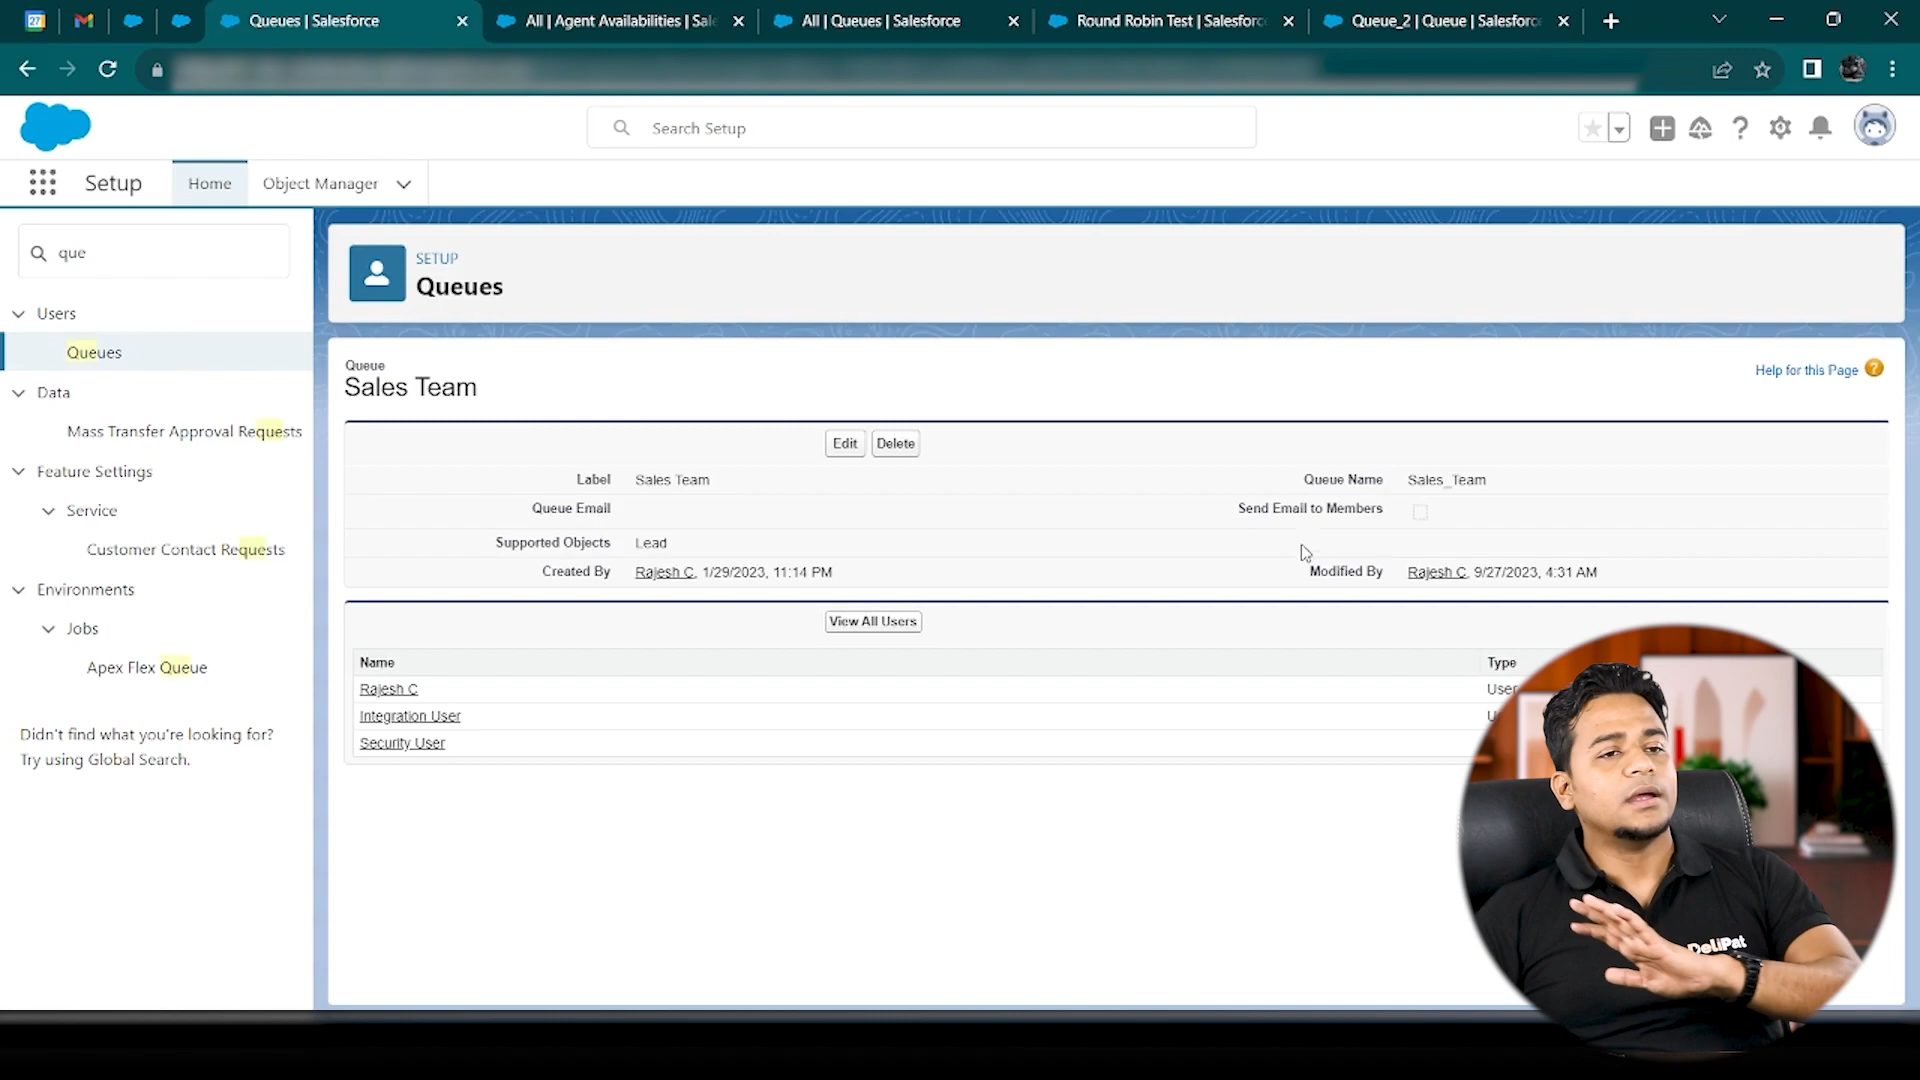 27
Queues | Salesforce
All | Agent Availabilities | Sale
All | Queues | Salesforce
Round Robin Test | Salesforc
Queue_2 | Queue | Salesforc
Search Setup
Setup
Home
Object Manager
que
Users
Queues
Data
Mass Transfer Approval Requests
Feature Settings
Service
Customer Contact Requests
Environments
Jobs
Apex Flex Queue
Didn't find what you're looking for?
Try using Global Search.
SETUP
Queues
Queue
Sales Team
Help for this Page ?
Edit Delete
Label Sales Team Queue Name Sales_Team
Queue Email Send Email to Members
Supported Objects Lead
Created By Rajesh C, 1/29/2023, 11:14 PM Modified By Rajesh C, 9/27/2023, 4:31 AM
View All Users
Name Type
Rajesh C User
Integration User
Security User
DeliPat